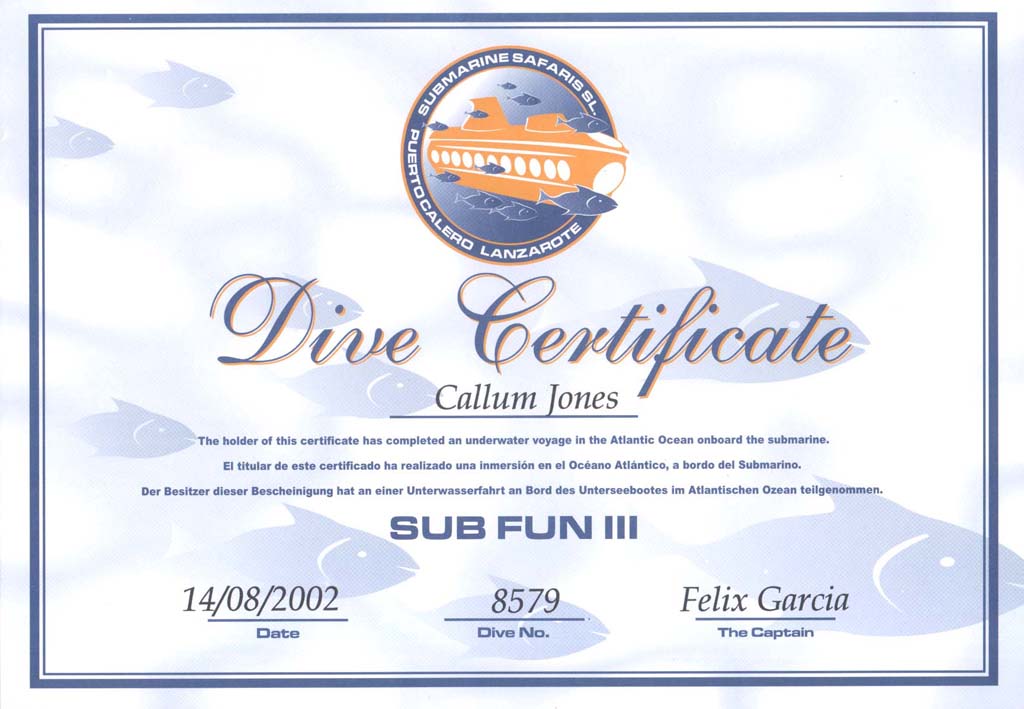 SUBMARINE SAFARIS SL.
PUERTO CALERO LANZAROTE
Dive Certificate
Callum Jones
The holder of this certificate has completed an underwater voyage in the Atlantic Ocean onboard the submarine.
El titular de este certificado ha realizado una inmersión en el Océano Atlántico, a bordo del Submarino.
Der Besitzer dieser Bescheinigung hat an einer Unterwasserfahrt an Bord des Unterseebootes im Atlantischen Ozean teilgenommen.
SUB FUN III
14/08/2002 8579 Felix Garcia
Date Dive No. The Captain